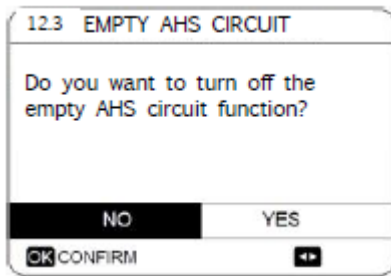 12.3 EMPTY AHS CIRCUIT
Do you want to turn off the
empty AHS circuit function?
NO YES
OK CONFIRM